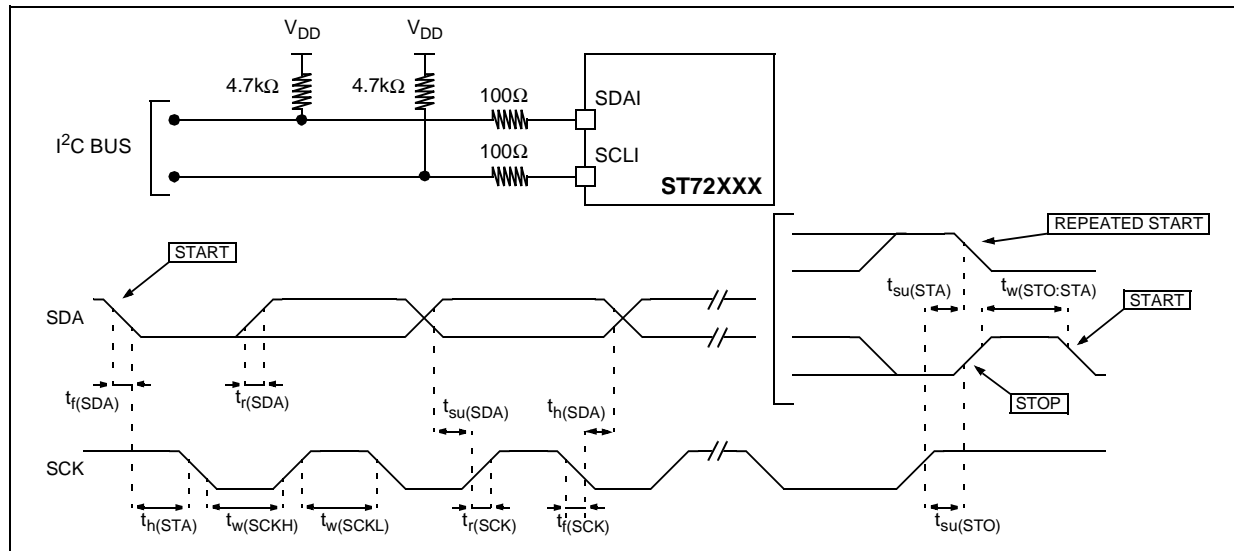 V_DD V_DD
4.7kΩ 4.7kΩ
100Ω
SDAI
I²C BUS
100Ω
SCLI
ST72XXX
REPEATED START
START
t_su(STA) t_w(STO:STA) START
SDA
t_f(SDA) t_r(SDA)
t_su(SDA) t_h(SDA)
STOP
SCK
t_h(STA) t_w(SCKH) t_w(SCKL) t_r(SCK) t_f(SCK) t_su(STO)